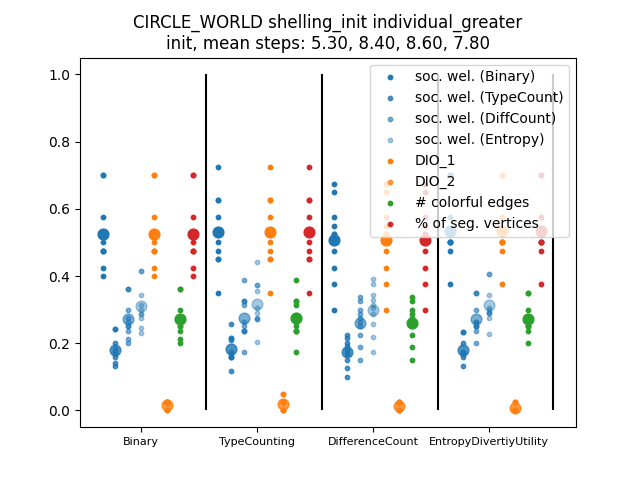 CIRCLE_WORLD shelling_init individual_greater
init, mean steps: 5.30, 8.40, 8.60, 7.80
1.0
0.8
0.6
0.4
0.2
0.0
soc. wel. (Binary)
soc. wel. (TypeCount)
soc. wel. (DiffCount)
soc. wel. (Entropy)
DIO_1
DIO_2
# colorful edges
% of seg. vertices
Binary
TypeCounting
DifferenceCount
EntropyDivertiyUtility